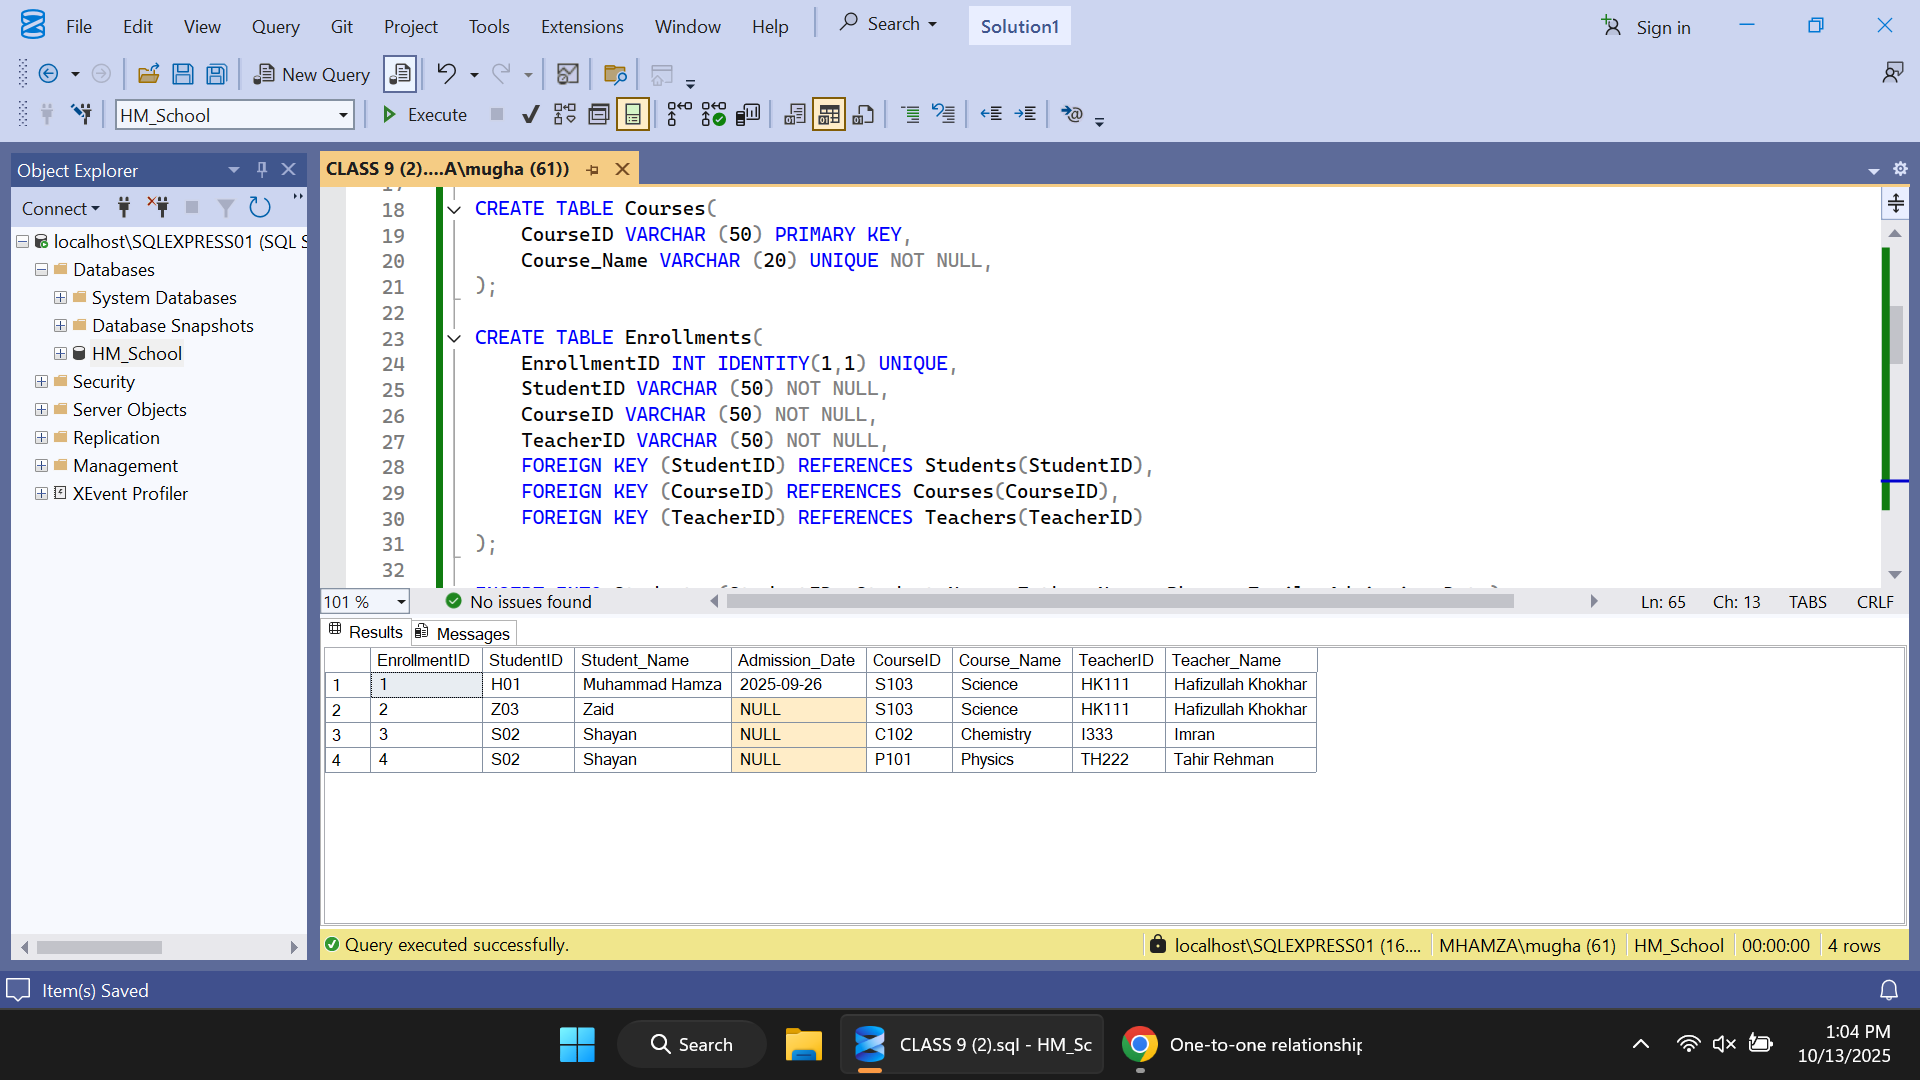 File Edit View Query Git Project Tools Extensions Window Help Search Solution1 Sign in
New Query
HM_School Execute
Object Explorer
Connect
localhost\SQLEXPRESS01 (SQL S
Databases
System Databases
Database Snapshots
HM_School
Security
Server Objects
Replication
Management
XEvent Profiler
CLASS 9 (2)....A\mugha (61))
18 CREATE TABLE Courses(
19 CourseID VARCHAR (50) PRIMARY KEY,
20 Course_Name VARCHAR (20) UNIQUE NOT NULL,
21 );
22
23 CREATE TABLE Enrollments(
24 EnrollmentID INT IDENTITY(1,1) UNIQUE,
25 StudentID VARCHAR (50) NOT NULL,
26 CourseID VARCHAR (50) NOT NULL,
27 TeacherID VARCHAR (50) NOT NULL,
28 FOREIGN KEY (StudentID) REFERENCES Students(StudentID),
29 FOREIGN KEY (CourseID) REFERENCES Courses(CourseID),
30 FOREIGN KEY (TeacherID) REFERENCES Teachers(TeacherID)
31 );
32
101 % No issues found Ln: 65 Ch: 13 TABS CRLF
Results Messages
EnrollmentID StudentID Student_Name Admission_Date CourseID Course_Name TeacherID Teacher_Name
1 1 H01 Muhammad Hamza 2025-09-26 S103 Science HK111 Hafizullah Khokhar
2 2 Z03 Zaid NULL S103 Science HK111 Hafizullah Khokhar
3 3 S02 Shayan NULL C102 Chemistry I333 Imran
4 4 S02 Shayan NULL P101 Physics TH222 Tahir Rehman
Query executed successfully. localhost\SQLEXPRESS01 (16.... MHAMZA\mugha (61) HM_School 00:00:00 4 rows
Item(s) Saved
Search CLASS 9 (2).sql - HM_Sc One-to-one relationship 1:04 PM
10/13/2025